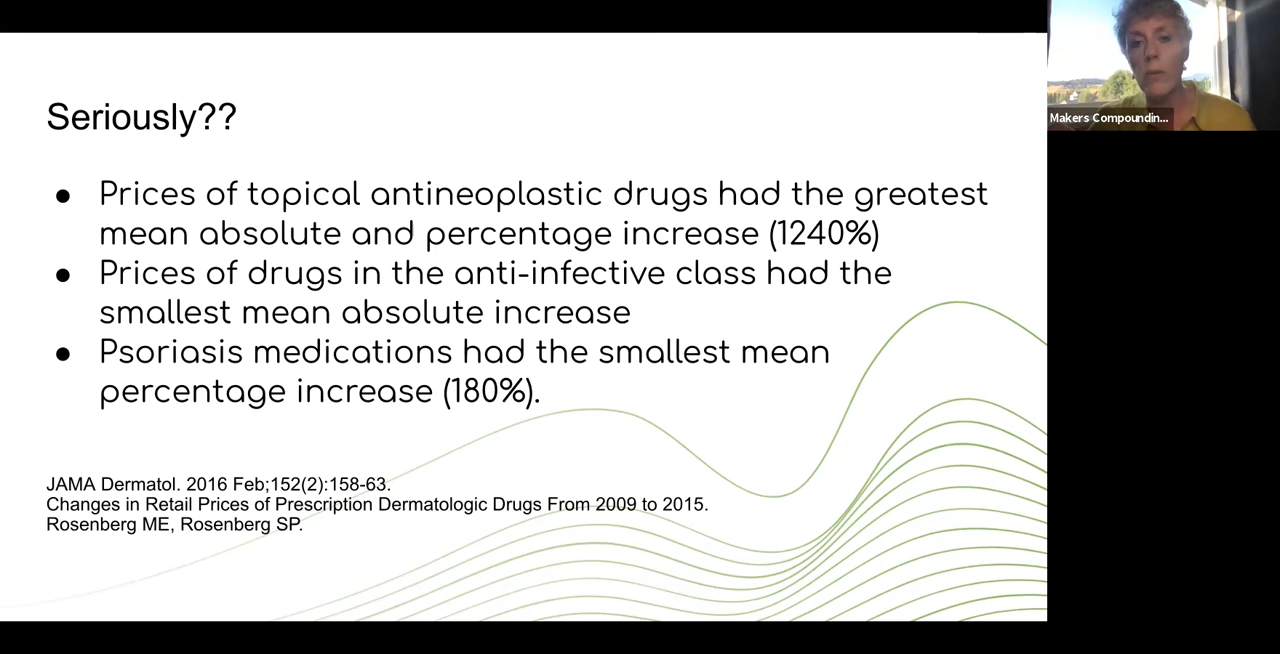 Seriously??
● Prices of topical antineoplastic drugs had the greatest
mean absolute and percentage increase (1240%)
● Prices of drugs in the anti-infective class had the
smallest mean absolute increase
● Psoriasis medications had the smallest mean
percentage increase (180%).
JAMA Dermatol. 2016 Feb;152(2):158-63.
Changes in Retail Prices of Prescription Dermatologic Drugs From 2009 to 2015.
Rosenberg ME, Rosenberg SP.
Makers Compoundin...